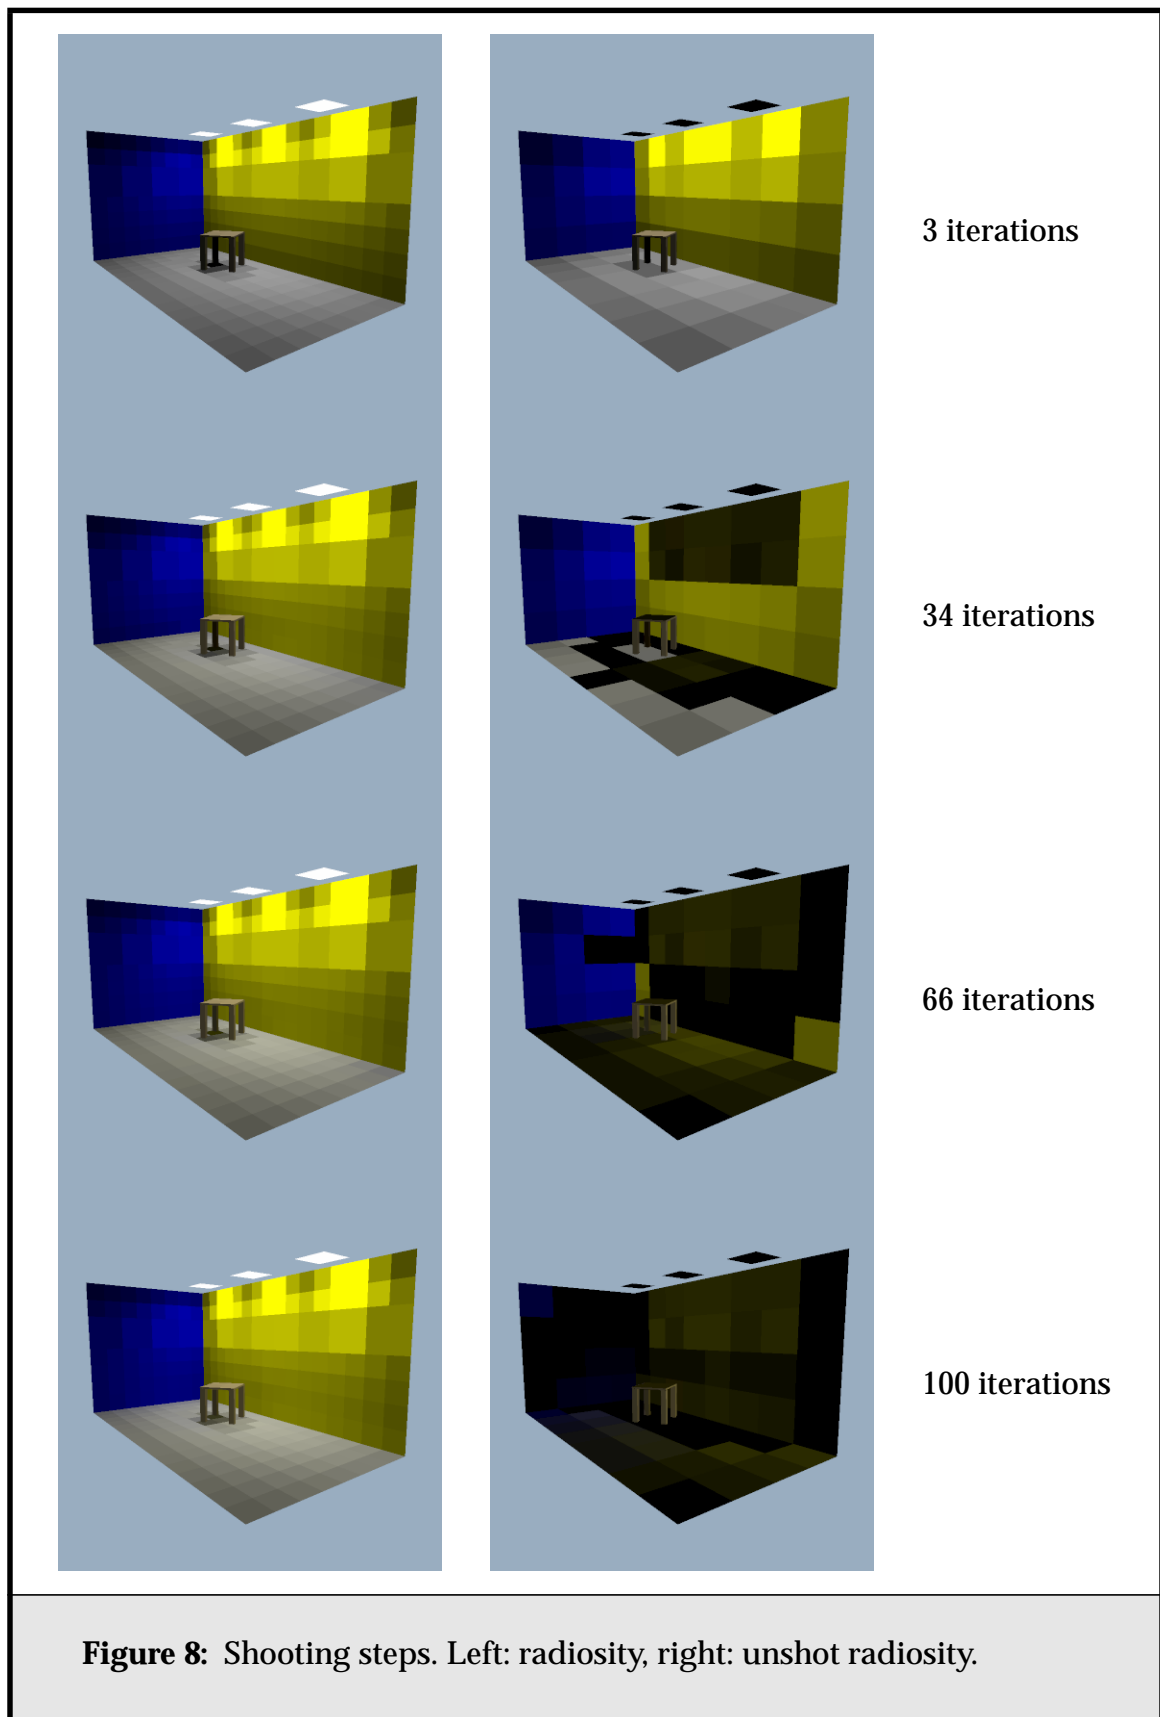 3 iterations
34 iterations
66 iterations
100 iterations
Figure 8: Shooting steps. Left: radiosity, right: unshot radiosity.